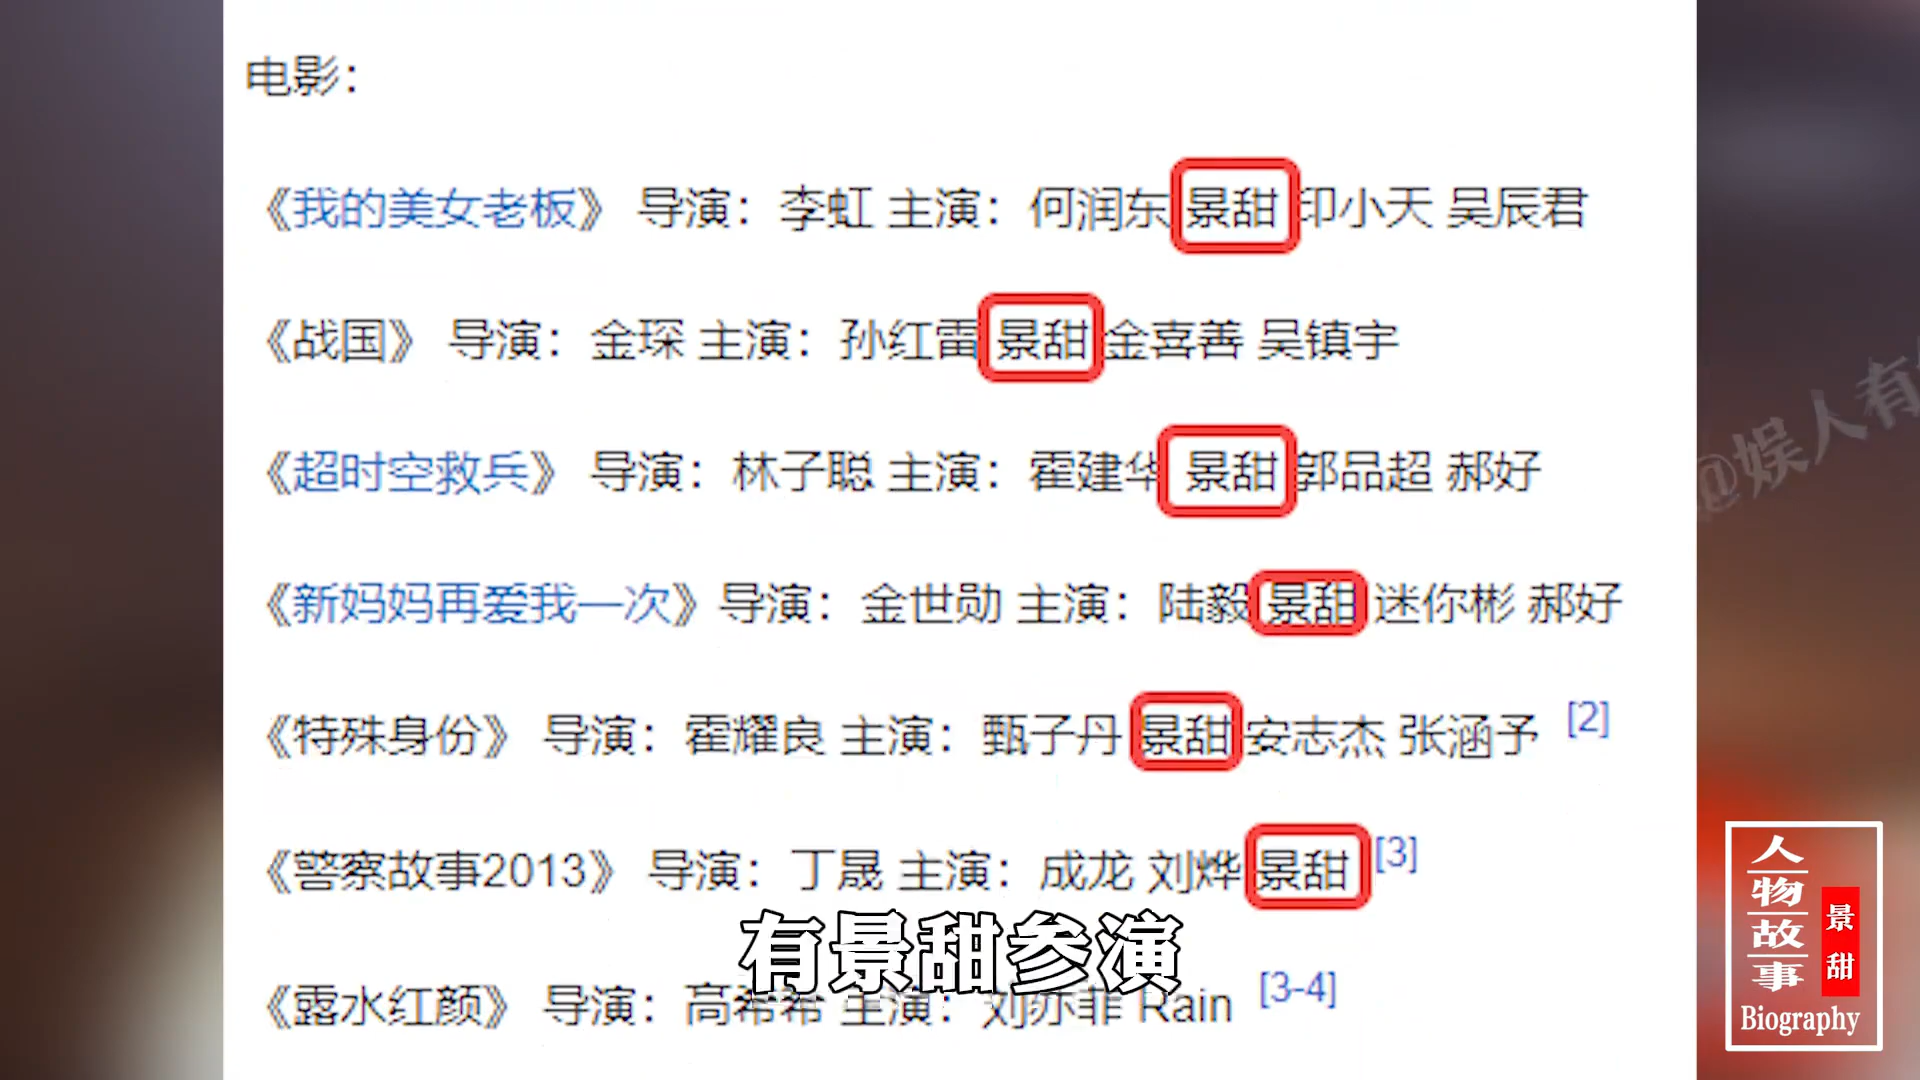 电影：
《我的美女老板》 导演：李虹 主演：何润东 景甜 印小天 吴辰君
《战国》 导演：金琛 主演：孙红雷 景甜 金喜善 吴镇宇
《超时空救兵》 导演：林子聪 主演：霍建华 景甜 郭品超 郝好
《新妈妈再爱我一次》 导演：金世勋 主演：陆毅 景甜 迷你彬 郝好
《特殊身份》 导演：霍耀良 主演：甄子丹 景甜 安志杰 张涵予 [2]
《警察故事2013》 导演：丁晟 主演：成龙 刘烨 景甜 [3]
有景甜参演
《露水红颜》 导演：高希希 主演：刘亦菲 Rain [3-4]
@娱人有
人物故事
景甜
Biography